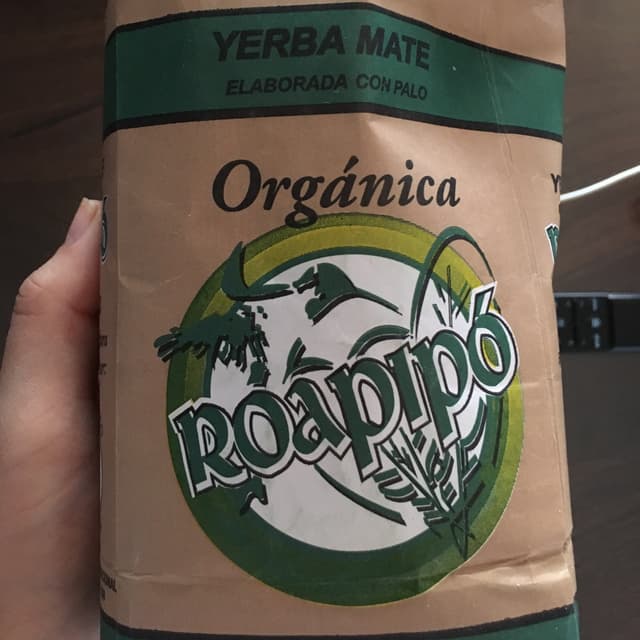 YERBA MATE
ELABORADA CON PALO
Orgánica
ROAPIPÓ